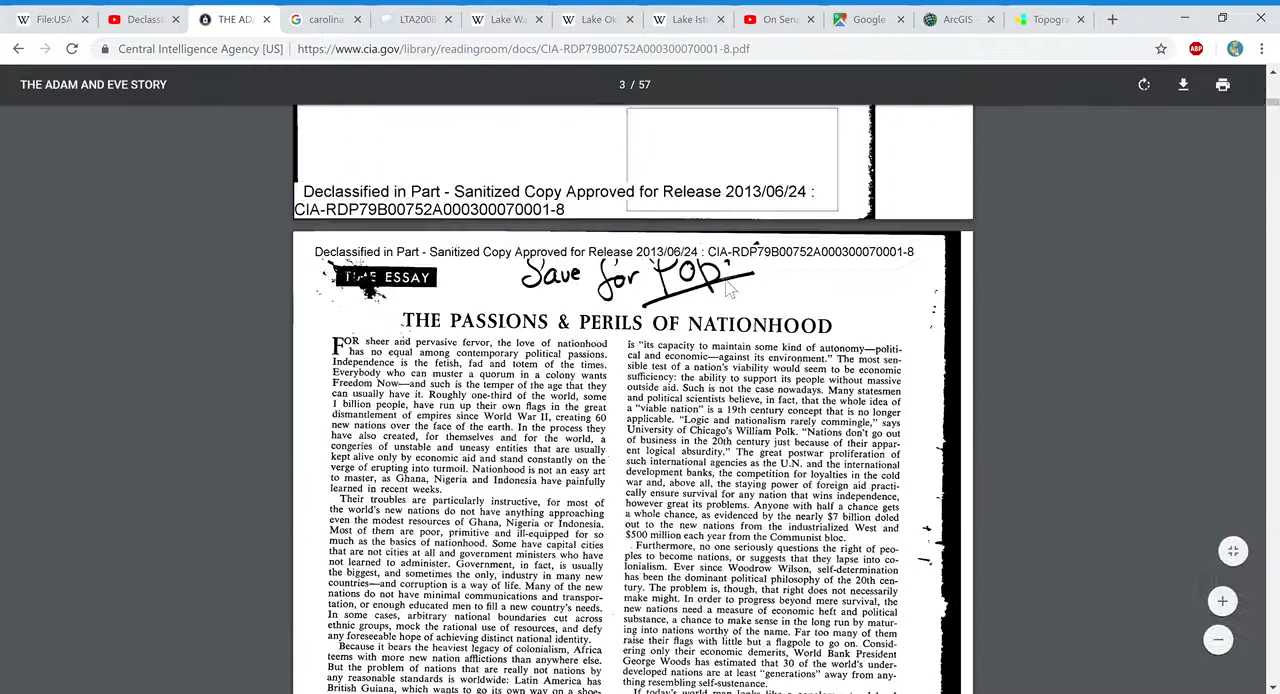 File:USA
Declassi
THE ADA
carolina
LTA2008
Lake Wa
Lake Ok
Lake Ist
On Sena
Google
ArcGIS -
Topogra
Central Intelligence Agency [US] | https://www.cia.gov/library/readingroom/docs/CIA-RDP79B00752A000300070001-8.pdf
ABP
THE ADAM AND EVE STORY
3 / 57
Declassified in Part - Sanitized Copy Approved for Release 2013/06/24 :
CIA-RDP79B00752A000300070001-8
Declassified in Part - Sanitized Copy Approved for Release 2013/06/24 : CIA-RDP79B00752A000300070001-8
TIME ESSAY
Save for
THE PASSIONS & PERILS OF NATIONHOOD
FOR sheer and pervasive fervor, the love of nationhood
has no equal among contemporary political passions.
Independence is the fetish, fad and totem of the times.
Everybody who can muster a quorum in a colony wants
Freedom Now—and such is the temper of the age that they
can usually have it. Roughly one-third of the world, some
1 billion people, have run up their own flags in the great
dismantlement of empires since World War II, creating 60
new nations over the face of the earth. In the process they
have also created, for themselves and for the world, a
congeries of unstable and uneasy entities that are usually
kept alive only by economic aid and stand constantly on the
verge of erupting into turmoil. Nationhood is not an easy art
to master, as Ghana, Nigeria and Indonesia have painfully
learned in recent weeks.
Their troubles are particularly instructive, for most of
the world's new nations do not have anything approaching
even the modest resources of Ghana, Nigeria or Indonesia.
Most of them are poor, primitive and ill-equipped for so
much as the basics of nationhood. Some have capital cities
that are not cities at all and government ministers who have
not learned to administer. Government, in fact, is usually
the biggest, and sometimes the only, industry in many new
countries—and corruption is a way of life. Many of the new
nations do not have minimal communications and transpor-
tation, or enough educated men to fill a new country's needs.
In some cases, arbitrary national boundaries cut across
ethnic groups, mock the rational use of resources, and defy
any foreseeable hope of achieving distinct national identity.
Because it bears the heaviest legacy of colonialism, Africa
teems with more new nation afflictions than anywhere else.
But the problem of nations that are really not nations by
any reasonable standards is worldwide: Latin America has
British Guiana, which wants to go its own way on a shoe-
is "its capacity to maintain some kind of autonomy—politi-
cal and economic—against its environment." The most sen-
sible test of a nation's viability would seem to be economic
sufficiency: the ability to support its people without massive
outside aid. Such is not the case nowadays. Many statesmen
and political scientists believe, in fact, that the whole idea of
a "viable nation" is a 19th century concept that is no longer
applicable. "Logic and nationalism rarely commingle," says
University of Chicago's William Polk. "Nations don't go out
of business in the 20th century just because of their appar-
ent logical absurdity." The great postwar proliferation of
such international agencies as the U.N. and the international
development banks, the competition for loyalties in the cold
war and, above all, the staying power of foreign aid practi-
cally ensure survival for any nation that wins independence,
however great its problems. Anyone with half a chance gets
a whole chance, as evidenced by the nearly $7 billion doled
out to the new nations from the industrialized West and
$500 million each year from the Communist bloc.
Furthermore, no one seriously questions the right of peo-
ples to become nations, or suggests that they lapse into co-
lonialism. Ever since Woodrow Wilson, self-determination
has been the dominant political philosophy of the 20th cen-
tury. The problem is, though, that right does not necessarily
make might. In order to progress beyond mere survival, the
new nations need a measure of economic heft and political
substance, a chance to make sense in the long run by matur-
ing into nations worthy of the name. Far too many of them
raise their flags with little but a flagpole to go on. Consid-
ering only their economic demerits, World Bank President
George Woods has estimated that 30 of the world's under-
developed nations are at least "generations" away from any-
thing resembling self-sustenance.